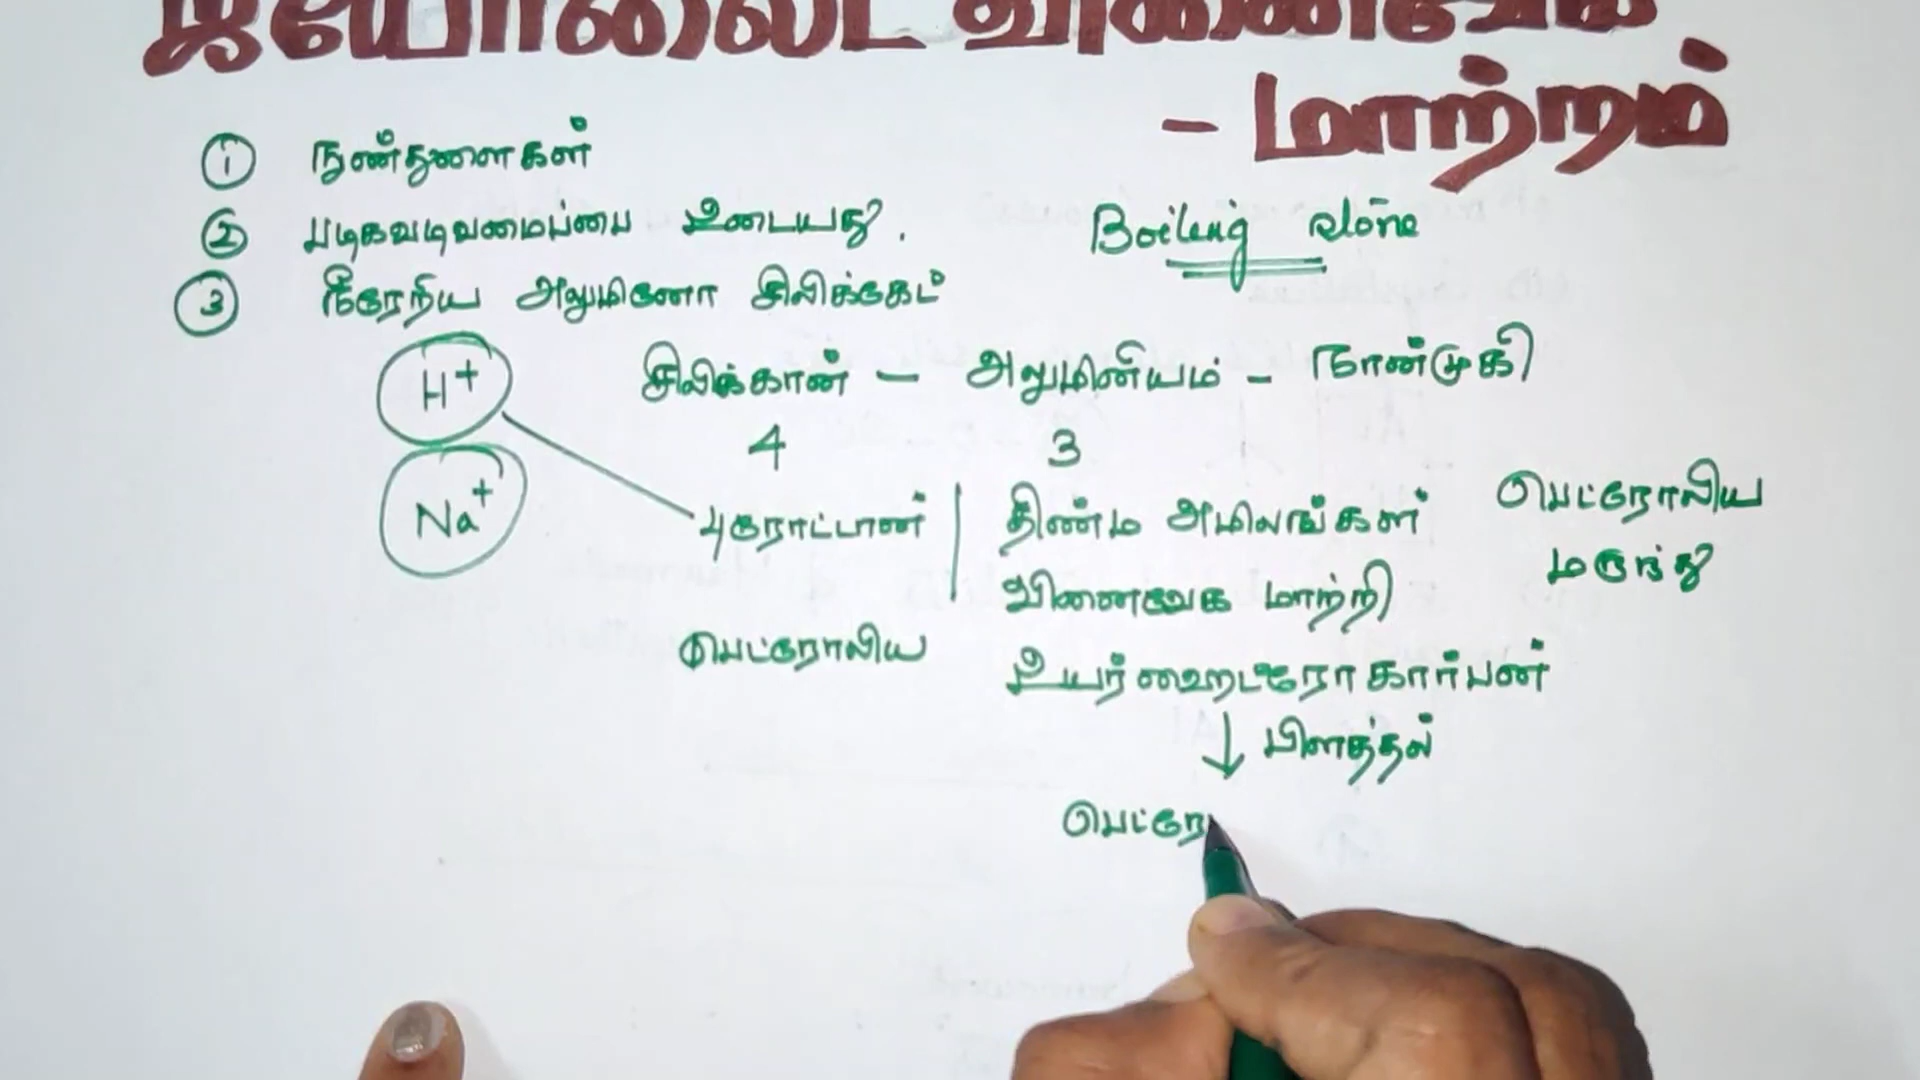 ஜியோலைட் வினைவேக
- மாற்றம்
① நுண்துளைகள்
② படிகவடிவமைப்பை உடையது.
Boiling stone
③ நீரேறிய அலுமினோ சிலிக்கேட்
H+
சிலிக்கான் - அலுமினியம் - நான்முகி
4 3
Na+
புரோட்டான்
திண்ம அமிலங்கள்
பெட்ரோலிய
மருந்து
வினைவேக மாற்றி
பெட்ரோலிய
உயர் ஹைட்ரோ கார்பன்
↓ பிளத்தல்
பெட்ரோ